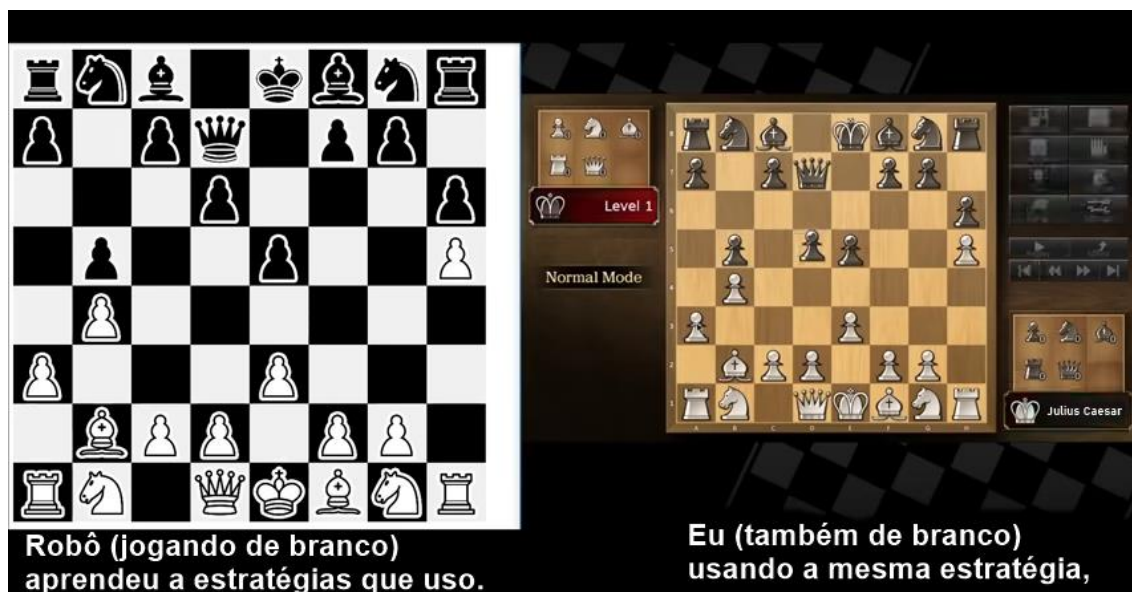 Level 1
Normal Mode
Julius Caesar
Robô (jogando de branco)
aprendeu a estratégias que uso.
Eu (também de branco)
usando a mesma estratégia,